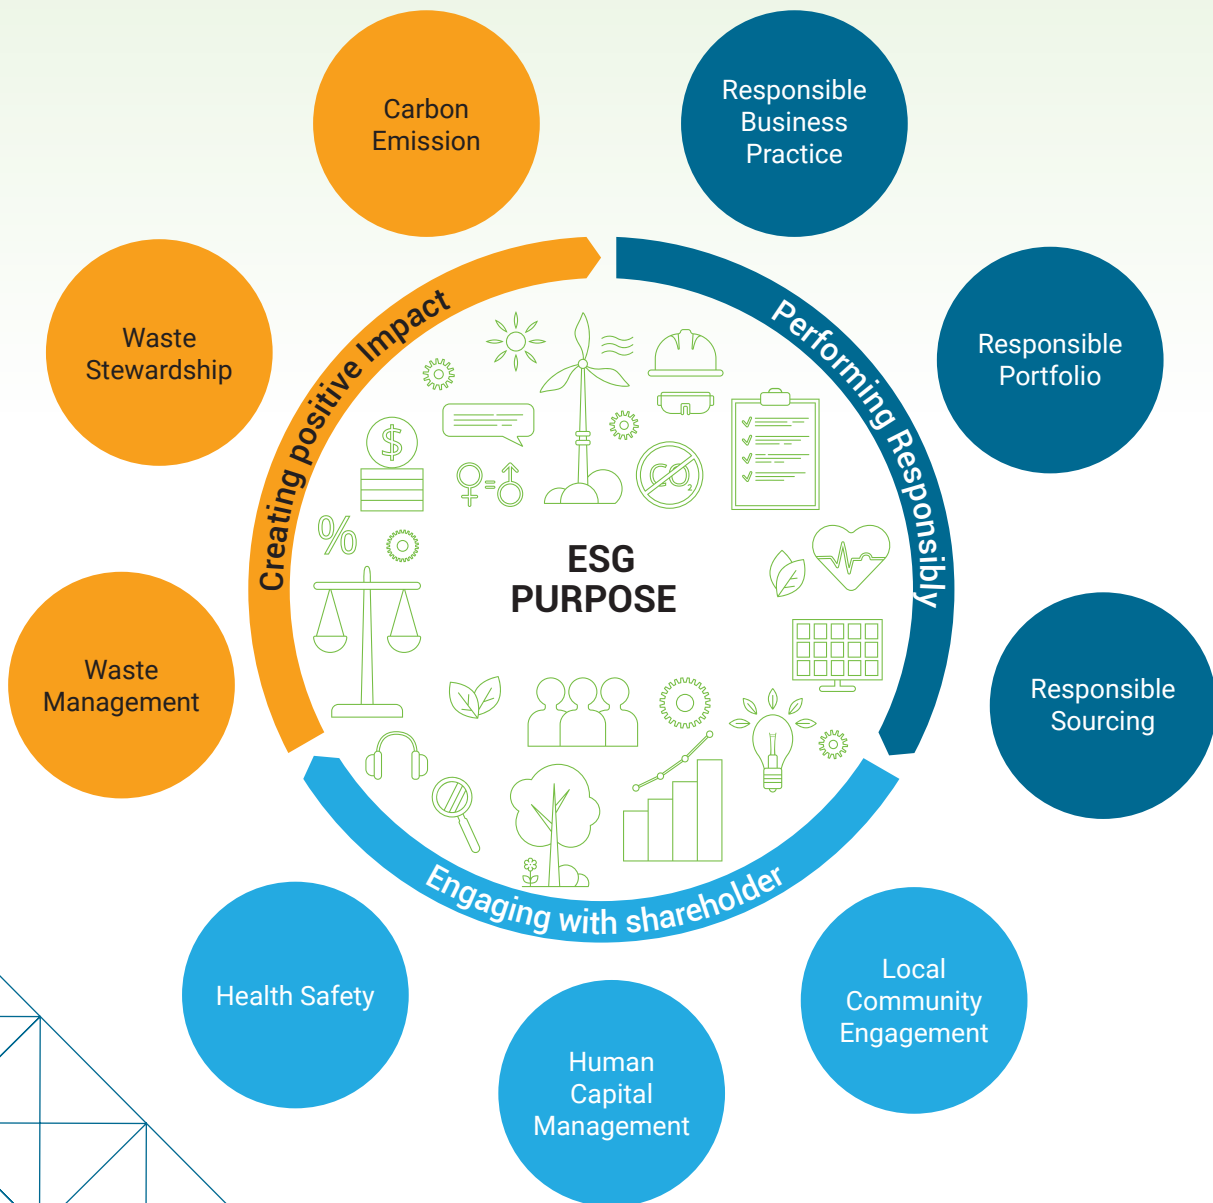 Carbon
Emission
Responsible
Business
Practice
Waste
Stewardship
Responsible
Portfolio
Creating positive Impact
Performing Responsibly
$
CO2
%
ESG
PURPOSE
Waste
Management
Responsible
Sourcing
Engaging with shareholder
Health Safety
Local
Community
Engagement
Human
Capital
Management